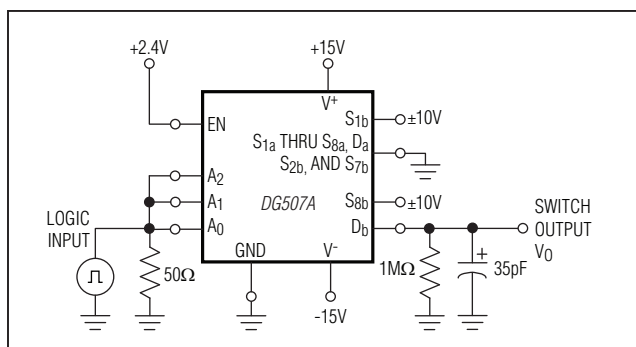 +2.4V
+15V
V+
EN
S1b
±10V
S1a THRU S8a, Da
S2b, AND S7b
A2
A1
DG507A
S8b
±10V
LOGIC
INPUT
A0
Db
SWITCH
OUTPUT
VO
GND
V-
50Ω
1MΩ
+
35pF
-15V